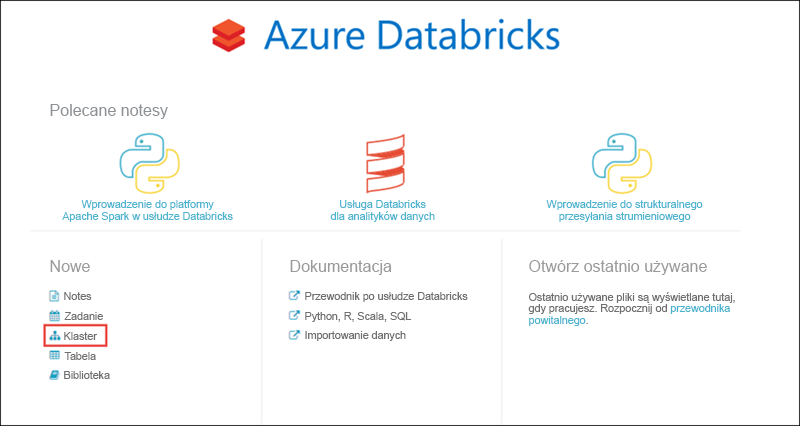 Azure Databricks
Polecane notesy
Wprowadzenie do platformy
Apache Spark w usłudze Databricks
Usługa Databricks
dla analityków danych
Wprowadzenie do strukturalnego
przesyłania strumieniowego
Nowe
Notes
Zadanie
Klaster
Tabela
Biblioteka
Dokumentacja
Przewodnik po usłudze Databricks
Python, R, Scala, SQL
Importowanie danych
Otwórz ostatnio używane
Ostatnio używane pliki są wyświetlane tutaj,
gdy pracujesz. Rozpocznij od przewodnika
powitalnego.